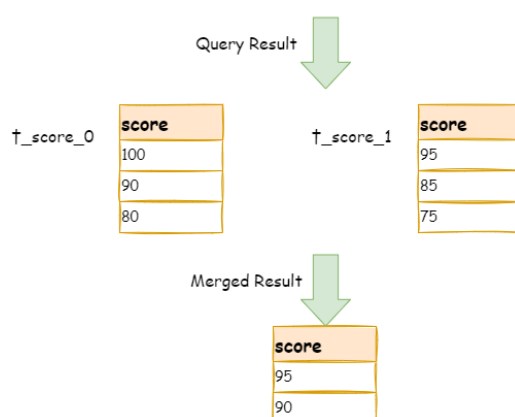 Query Result
t_score_0
score
100
90
80
t_score_1
score
95
85
75
Merged Result
score
95
90